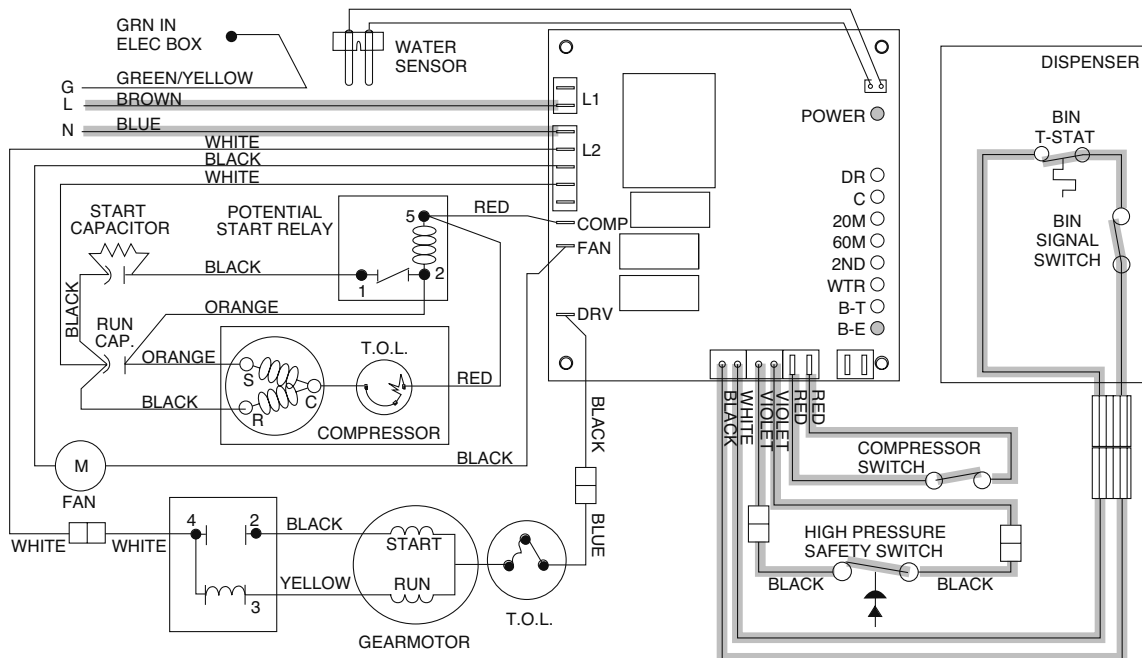 GRN IN
ELEC BOX
WATER
SENSOR
G
GREEN/YELLOW
L
BROWN
N
BLUE
WHITE
BLACK
WHITE
L1
L2
COMP
FAN
DRV
POWER
DR
C
20M
60M
2ND
WTR
B-T
B-E
DISPENSER
BIN
T-STAT
BIN
SIGNAL
SWITCH
START
CAPACITOR
POTENTIAL
START RELAY
5
RED
BLACK
1
2
BLACK
RUN
CAP.
ORANGE
ORANGE
T.O.L.
S
C
R
RED
BLACK
COMPRESSOR
M
FAN
BLACK
BLACK
BLUE
WHITE
WHITE
4
2
3
BLACK
START
YELLOW
RUN
GEARMOTOR
T.O.L.
BLACK
WHITE
VIOLET
VIOLET
RED
RED
COMPRESSOR
SWITCH
HIGH PRESSURE
SAFETY SWITCH
BLACK
BLACK